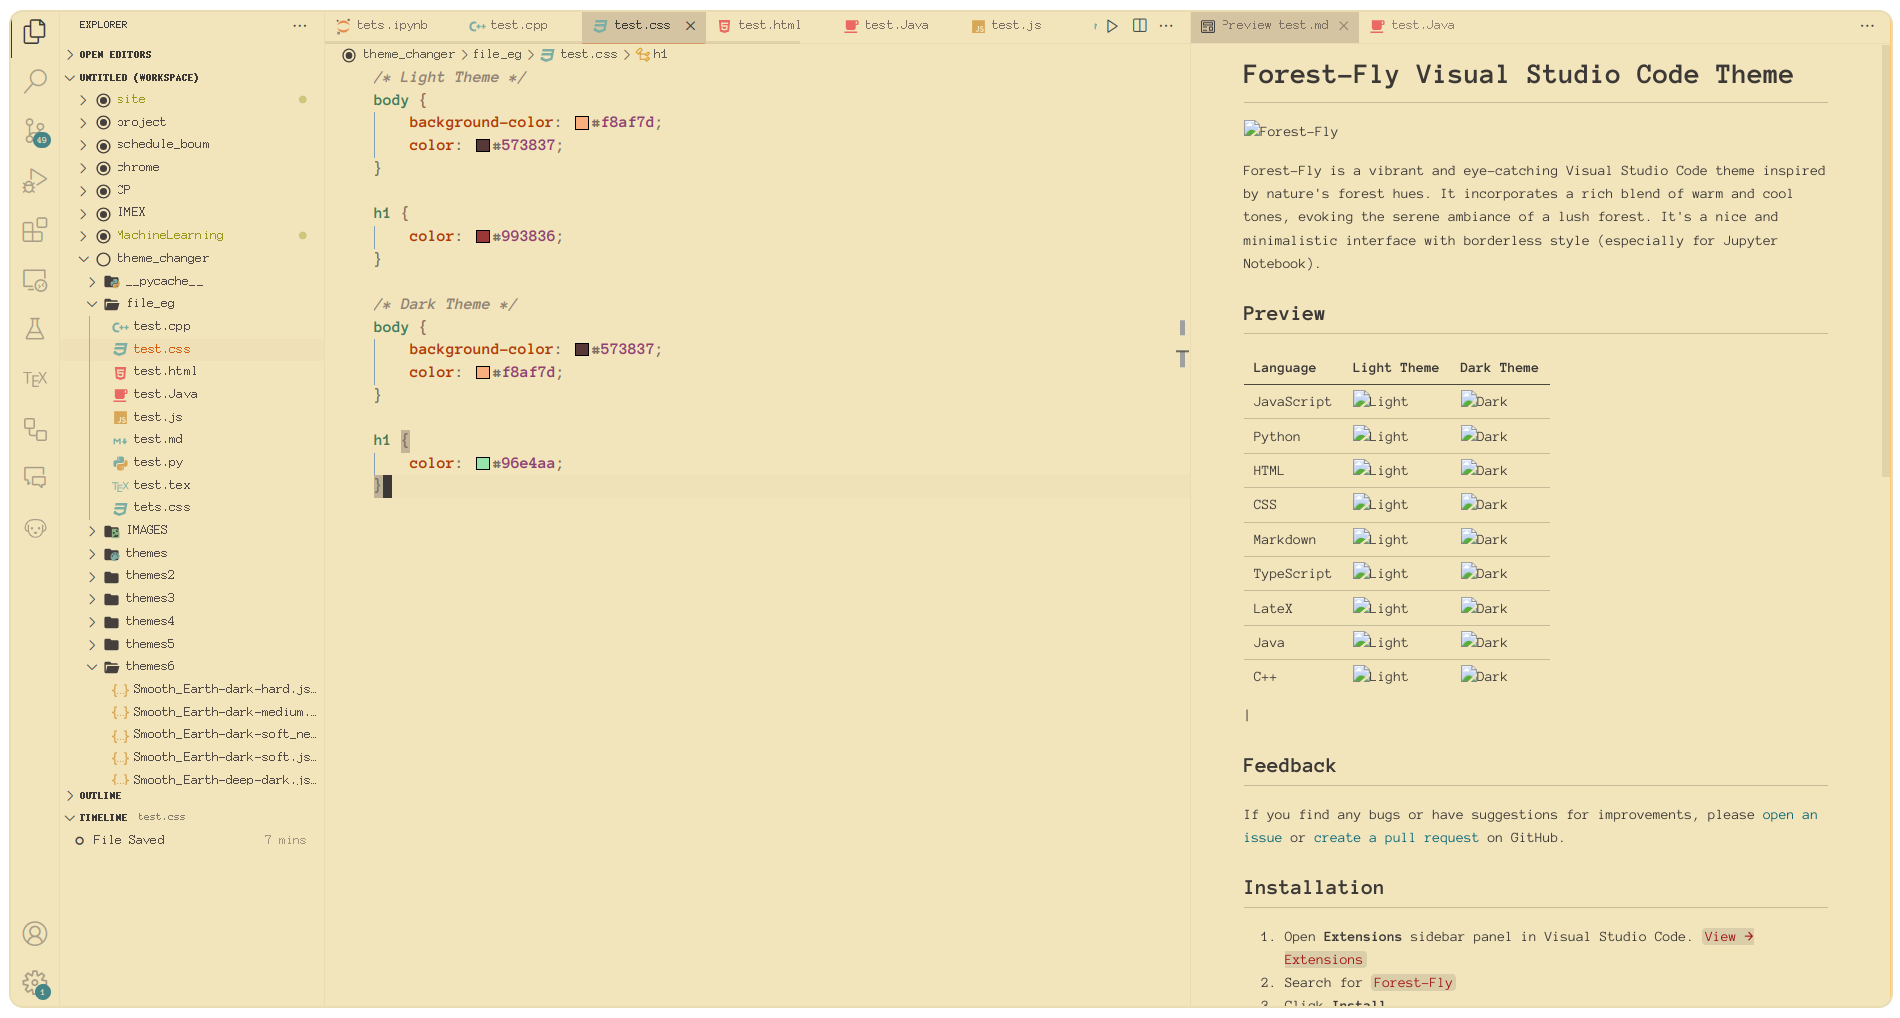 EXPLORER
OPEN EDITORS
UNTITLED (WORKSPACE)
site
project
schedule_boum
chrome
CP
IMEX
MachineLearning
theme_changer
__pycache__
file_eg
test.cpp
test.css
test.html
test.Java
test.js
test.md
test.py
test.tex
tets.css
IMAGES
themes
themes2
themes3
themes4
themes5
themes6
Smooth_Earth-dark-hard.js…
Smooth_Earth-dark-medium.…
Smooth_Earth-dark-soft_ne…
Smooth_Earth-dark-soft.js…
Smooth_Earth-deep-dark.js…
OUTLINE
TIMELINE test.css
File Saved 7 mins
49
TEX
1
tets.ipynb test.cpp test.css test.html test.Java test.js
theme_changer > file_eg > test.css > h1
/* Light Theme */
body {
background-color: #f8af7d;
color: #573837;
}
h1 {
color: #993836;
}
/* Dark Theme */
body {
background-color: #573837;
color: #f8af7d;
}
h1 {
color: #96e4aa;
}
Preview test.md test.Java
Forest-Fly Visual Studio Code Theme
Forest-Fly
Forest-Fly is a vibrant and eye-catching Visual Studio Code theme inspired
by nature's forest hues. It incorporates a rich blend of warm and cool
tones, evoking the serene ambiance of a lush forest. It's a nice and
minimalistic interface with borderless style (especially for Jupyter
Notebook).
Preview
Language Light Theme Dark Theme
JavaScript Light Dark
Python Light Dark
HTML Light Dark
CSS Light Dark
Markdown Light Dark
TypeScript Light Dark
LateX Light Dark
Java Light Dark
C++ Light Dark
|
Feedback
If you find any bugs or have suggestions for improvements, please open an
issue or create a pull request on GitHub.
Installation
1. Open Extensions sidebar panel in Visual Studio Code. View →
Extensions
2. Search for Forest-Fly
3. Click Install